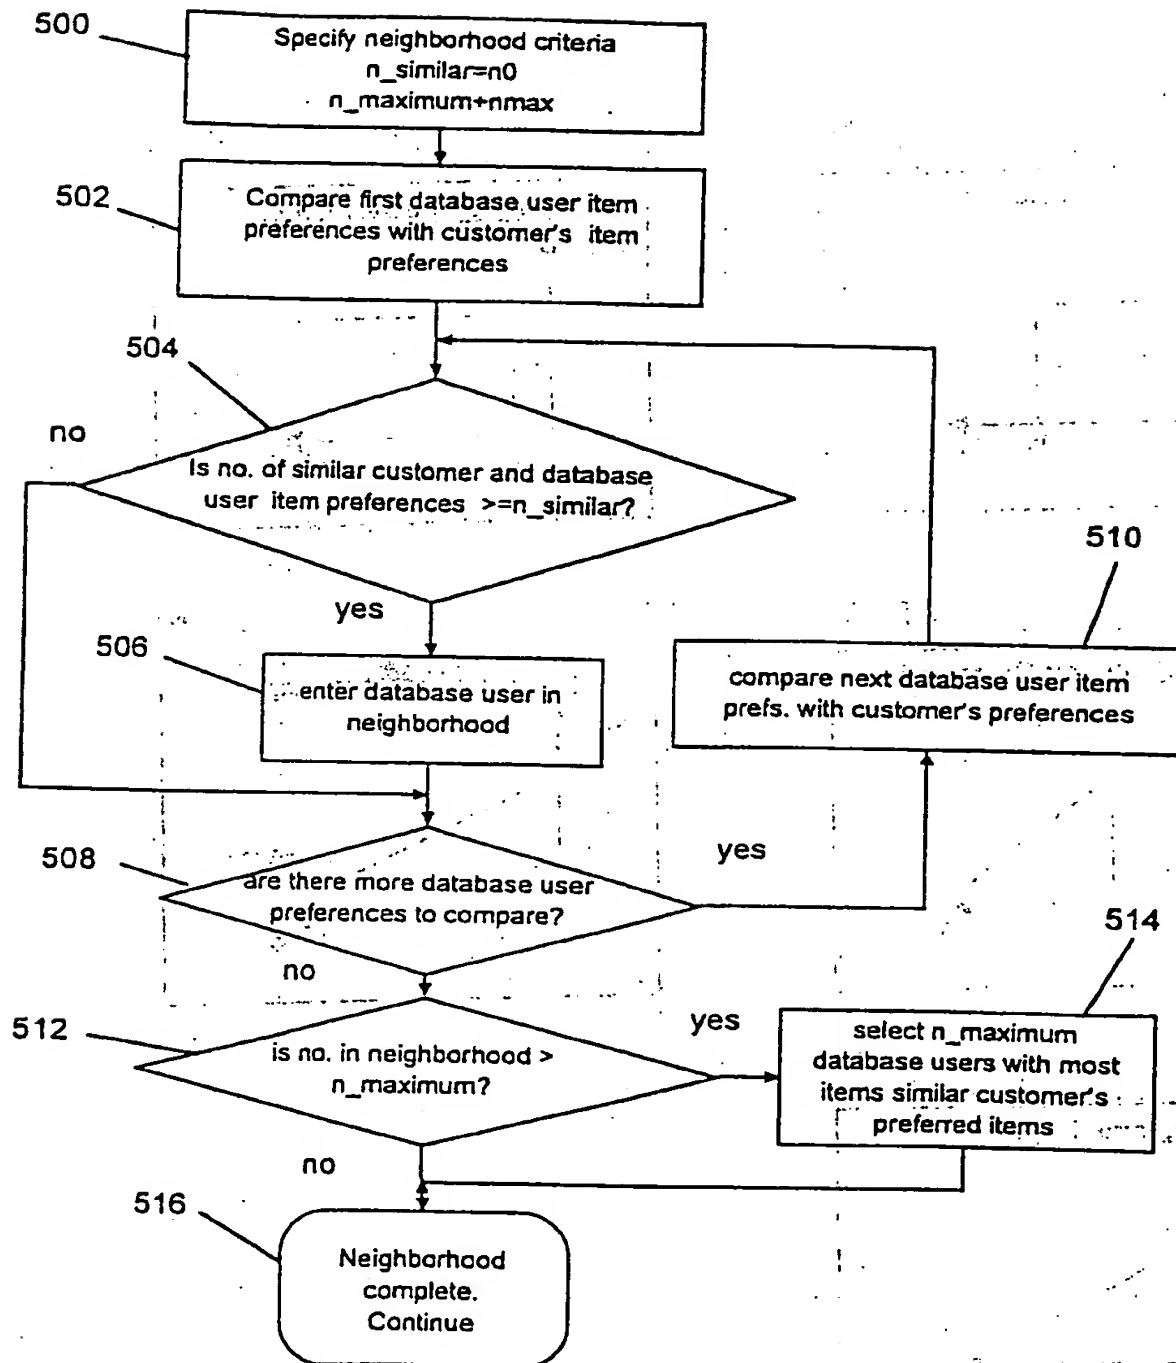 500
Specify neighborhood criteria
n_similar=n0
n_maximum+nmax
502
Compare first database user item
preferences with customer's item
preferences
504
no
Is no. of similar customer and database
user item preferences >=n_similar?
510
yes
506
enter database user in
neighborhood
compare next database user item
prefs. with customer's preferences
508
yes
are there more database user
preferences to compare?
514
no
512
yes
is no. in neighborhood >
n_maximum?
select n_maximum
database users with most
items similar customer's
preferred items
no
516
Neighborhood
complete.
Continue